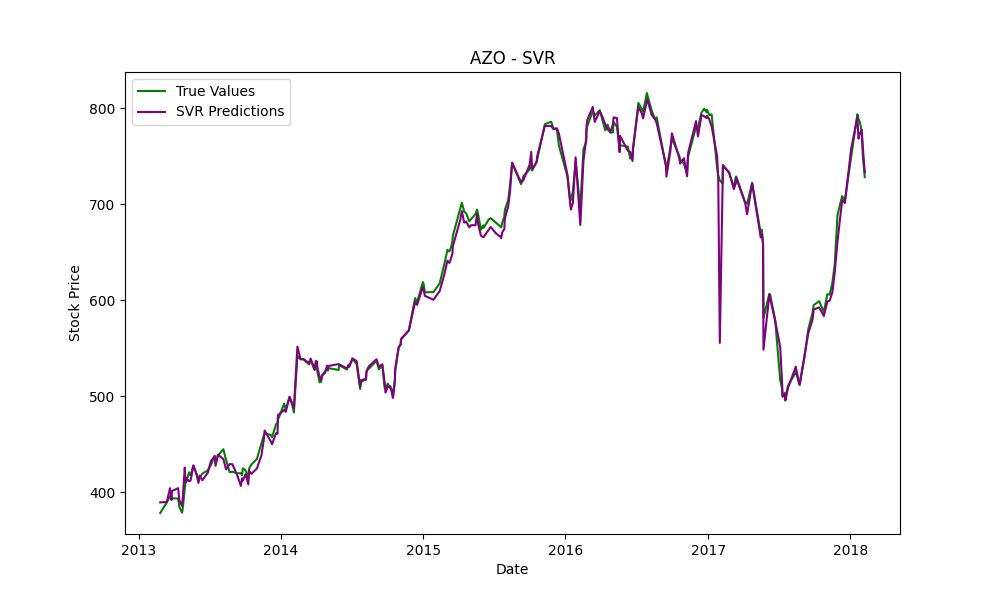 AZO - SVR
True Values
SVR Predictions
Stock Price
800
700
600
500
400
2013 2014 2015 2016 2017 2018
Date